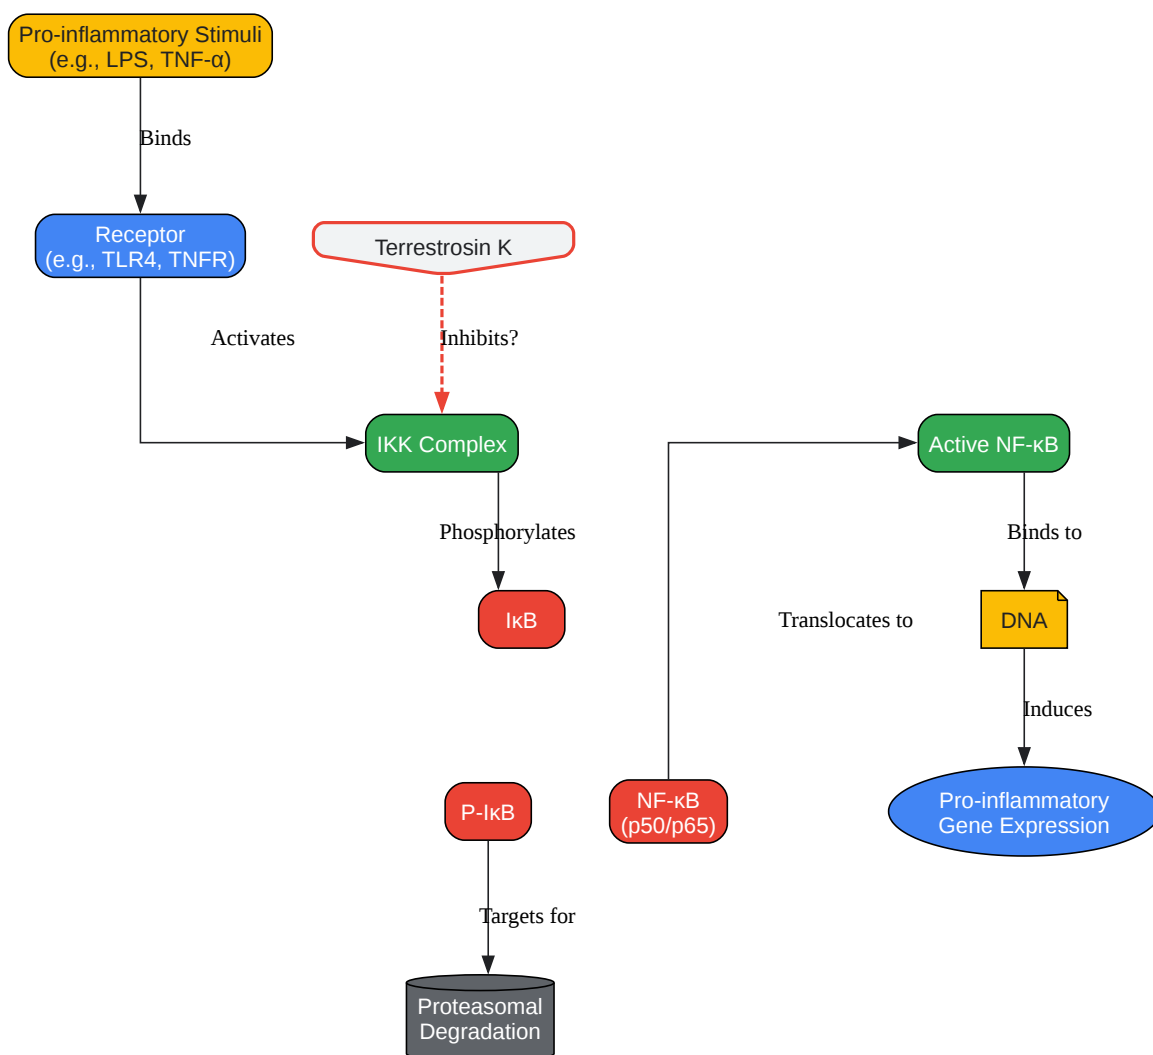 Pro-inflammatory Stimuli
(e.g., LPS, TNF-α)
Binds
Receptor
(e.g., TLR4, TNFR)
Terrestrosin K
Activates
Inhibits?
IKK Complex
Active NF-κB
Phosphorylates
Binds to
IκB
Translocates to
DNA
Induces
P-IκB
NF-κB
(p50/p65)
Pro-inflammatory
Gene Expression
Targets for
Proteasomal
Degradation